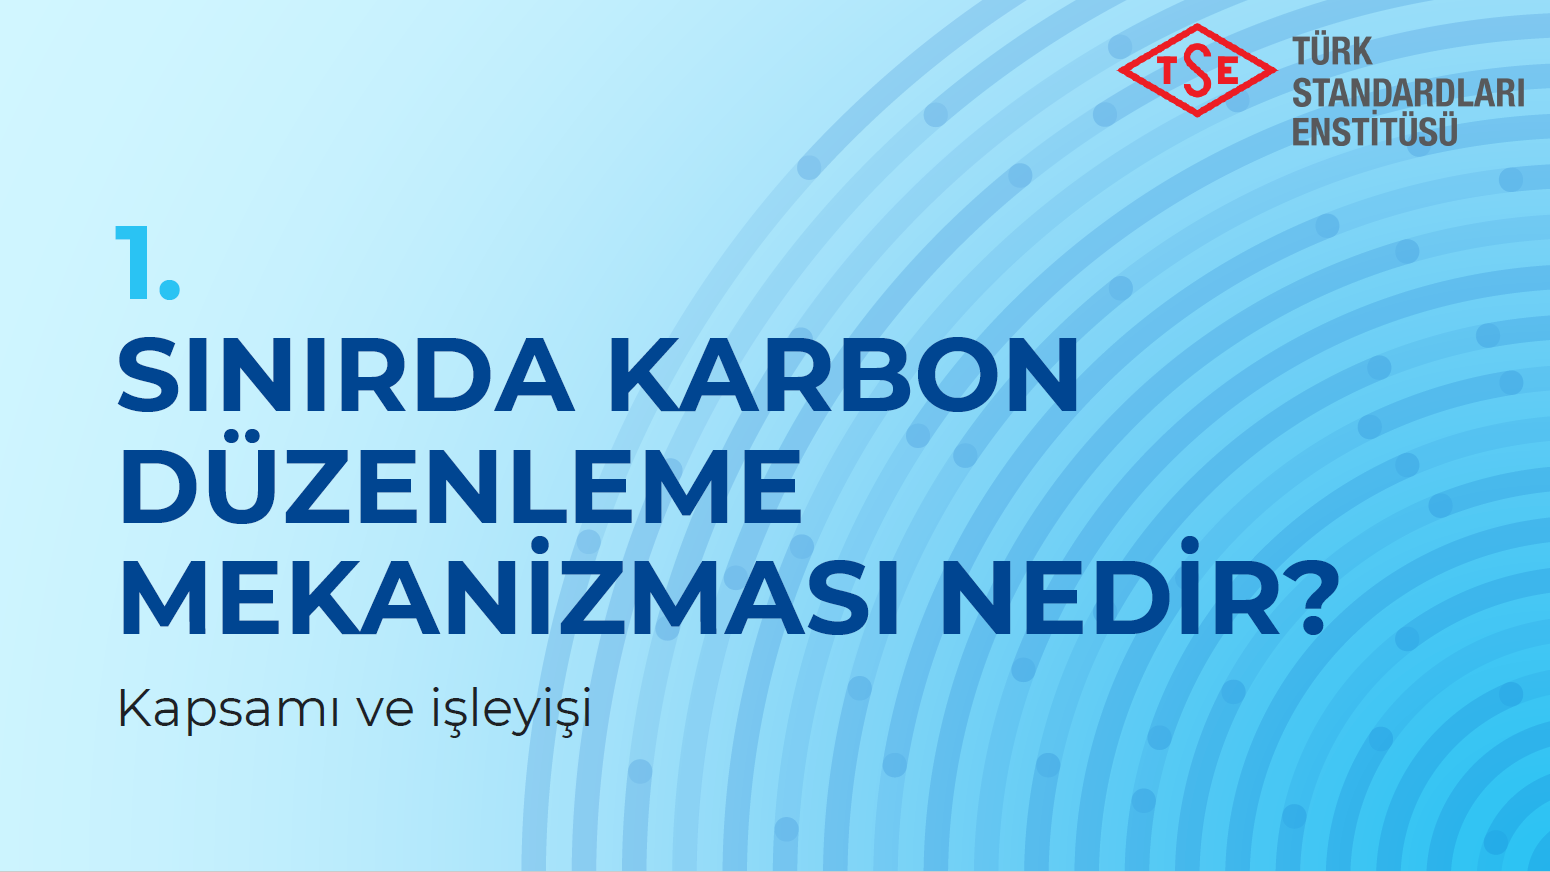 TSE
TÜRK
STANDARDLARI
ENSTİTÜSÜ
1.
SINIRDA KARBON
DÜZENLEME
MEKANİZMASI NEDİR?
Kapsamı ve işleyişi